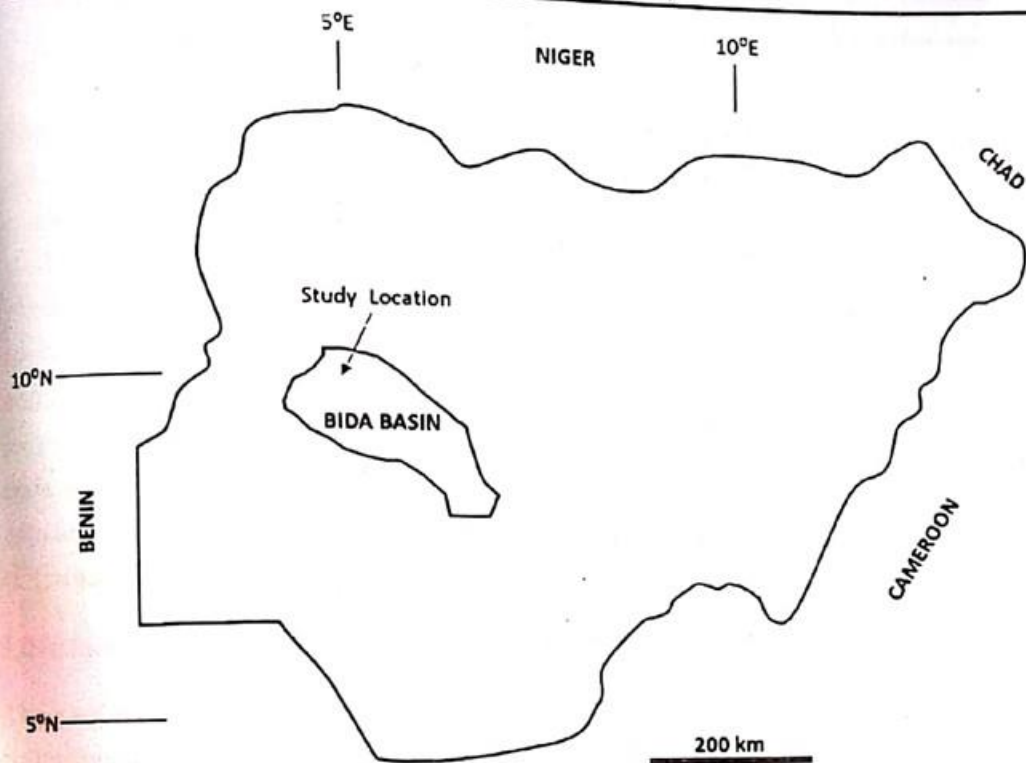 5°E
NIGER
10°E
CHAD
Study Location
10°N
BIDA BASIN
BENIN
CAMEROON
5°N
200 km